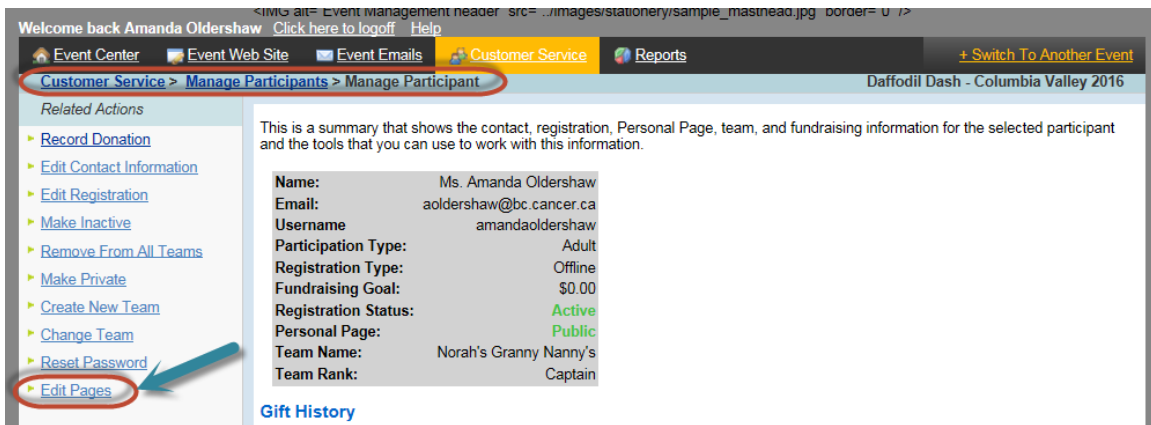 <IMG alt="Event Management header" src="../images/stationery/sample_masthead.jpg" border="0"/>
Welcome back Amanda Oldershaw Click here to logoff Help
Event Center Event Web Site Event Emails Customer Service Reports + Switch To Another Event
Customer Service > Manage Participants > Manage Participant Daffodil Dash - Columbia Valley 2016
Related Actions
Record Donation
Edit Contact Information
Edit Registration
Make Inactive
Remove From All Teams
Make Private
Create New Team
Change Team
Reset Password
Edit Pages
This is a summary that shows the contact, registration, Personal Page, team, and fundraising information for the selected participant
and the tools that you can use to work with this information.
Name: Ms. Amanda Oldershaw
Email: aoldershaw@bc.cancer.ca
Username amandaoldershaw
Participation Type: Adult
Registration Type: Offline
Fundraising Goal: $0.00
Registration Status: Active
Personal Page: Public
Team Name: Norah's Granny Nanny's
Team Rank: Captain
Gift History